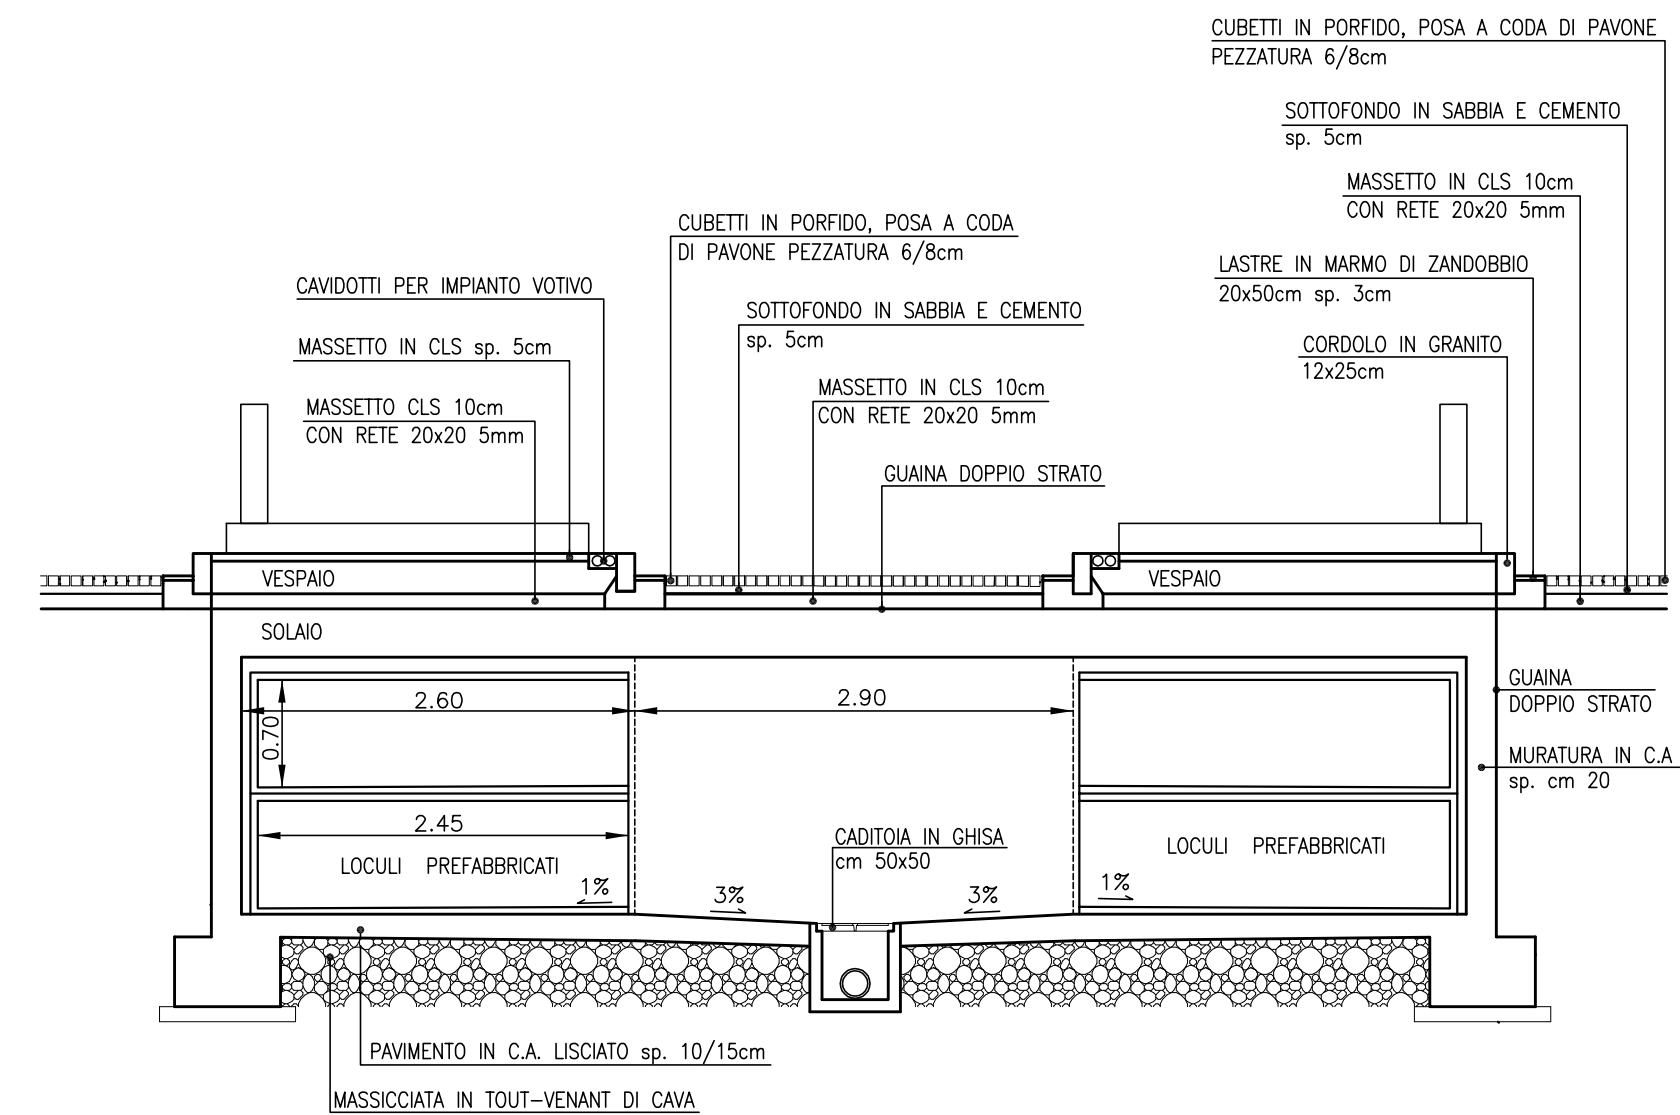 CUBETTI IN PORFIDO, POSA A CODA DI PAVONE
PEZZATURA 6/8cm
SOTTOFONDO IN SABBIA E CEMENTO
sp. 5cm
MASSETTO IN CLS 10cm
CON RETE 20x20 5mm
CUBETTI IN PORFIDO, POSA A CODA
DI PAVONE PEZZATURA 6/8cm
LASTRE IN MARMO DI ZANDOBBIO
20x50cm sp. 3cm
CAVIDOTTI PER IMPIANTO VOTIVO
SOTTOFONDO IN SABBIA E CEMENTO
sp. 5cm
CORDOLO IN GRANITO
12x25cm
MASSETTO IN CLS sp. 5cm
MASSETTO IN CLS 10cm
CON RETE 20x20 5mm
MASSETTO CLS 10cm
CON RETE 20x20 5mm
GUAINA DOPPIO STRATO
VESPAIO
VESPAIO
SOLAIO
GUAINA
DOPPIO STRATO
2.60
2.90
0.70
MURATURA IN C.A
sp. cm 20
2.45
CADITOIA IN GHISA
cm 50x50
LOCULI PREFABBRICATI
LOCULI PREFABBRICATI
1%
3%
3%
1%
PAVIMENTO IN C.A. LISCIATO sp. 10/15cm
MASSICCIATA IN TOUT-VENANT DI CAVA